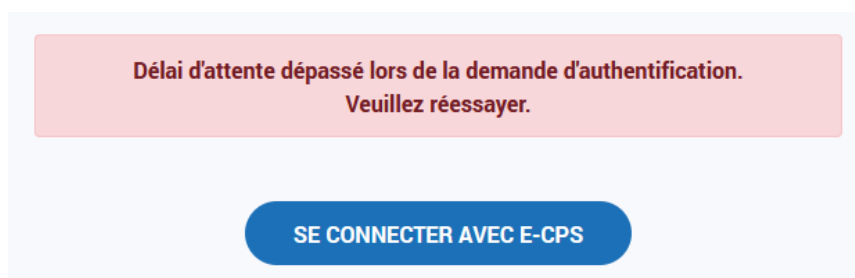 Délai d'attente dépassé lors de la demande d'authentification.
Veuillez réessayer.
SE CONNECTER AVEC E-CPS